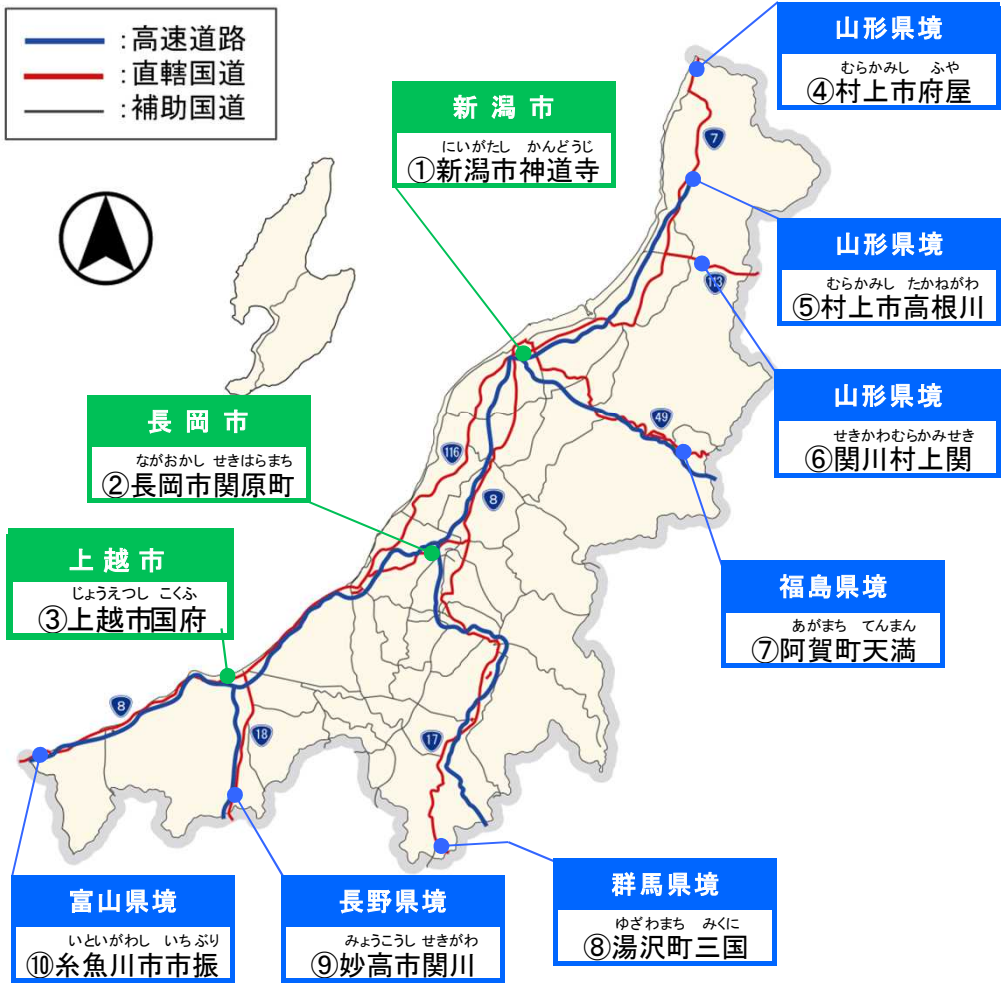 :高速道路
:直轄国道
:補助国道
新潟市
にいがたし かんどうじ
①新潟市神道寺
長岡市
ながおかし せきはらまち
②長岡市関原町
上越市
じょうえつし こくふ
③上越市国府
山形県境
むらかみし ふや
④村上市府屋
山形県境
むらかみし たかねがわ
⑤村上市高根川
山形県境
せきかわむらかみせき
⑥関川村上関
福島県境
あがまち てんまん
⑦阿賀町天満
群馬県境
ゆざわまち みくに
⑧湯沢町三国
長野県境
みょうこうし せきがわ
⑨妙高市関川
富山県境
いといがわし いちぶり
⑩糸魚川市市振
7
113
49
116
8
8
18
17